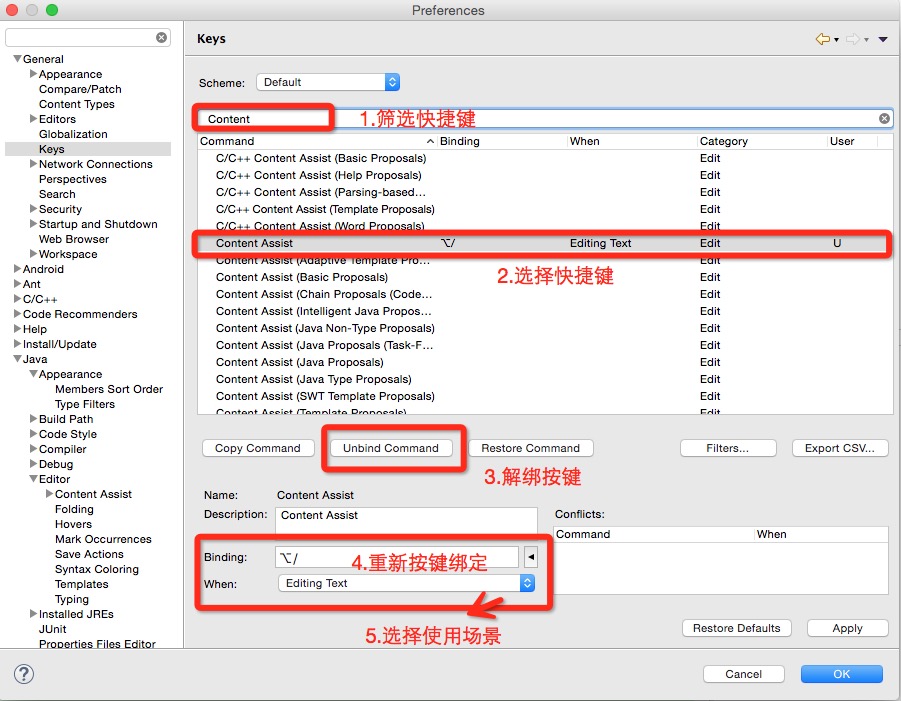 Preferences
General
Appearance
Compare/Patch
Content Types
Editors
Globalization
Keys
Network Connections
Perspectives
Search
Security
Startup and Shutdown
Web Browser
Workspace
Android
Ant
C/C++
Code Recommenders
Help
Install/Update
Java
Appearance
Members Sort Order
Type Filters
Build Path
Code Style
Compiler
Debug
Editor
Content Assist
Folding
Hovers
Mark Occurrences
Save Actions
Syntax Coloring
Templates
Typing
Installed JREs
JUnit
Properties Files Editor
Keys
Scheme: Default
Content 1.筛选快捷键
Command Binding When Category User
C/C++ Content Assist (Basic Proposals) Edit
C/C++ Content Assist (Help Proposals) Edit
C/C++ Content Assist (Parsing-based... Edit
C/C++ Content Assist (Template Proposals) Edit
C/C++ Content Assist (Word Proposals) Edit
Content Assist ⌥/ Editing Text Edit U
Content Assist (Adaptive Template Pro... Edit
2.选择快捷键
Content Assist (Basic Proposals) Edit
Content Assist (Chain Proposals (Code... Edit
Content Assist (Intelligent Java Propos... Edit
Content Assist (Java Non-Type Proposals) Edit
Content Assist (Java Proposals (Task-F... Edit
Content Assist (Java Proposals) Edit
Content Assist (Java Type Proposals) Edit
Content Assist (SWT Template Proposals) Edit
Content Assist (Template Proposals) Edit
Copy Command Unbind Command Restore Command Filters... Export CSV...
3.解绑按键
Name: Content Assist
Description: Content Assist
Conflicts:
Command When
Binding: ⌥/ 4.重新按键绑定
When: Editing Text
5.选择使用场景
Restore Defaults Apply
? Cancel OK